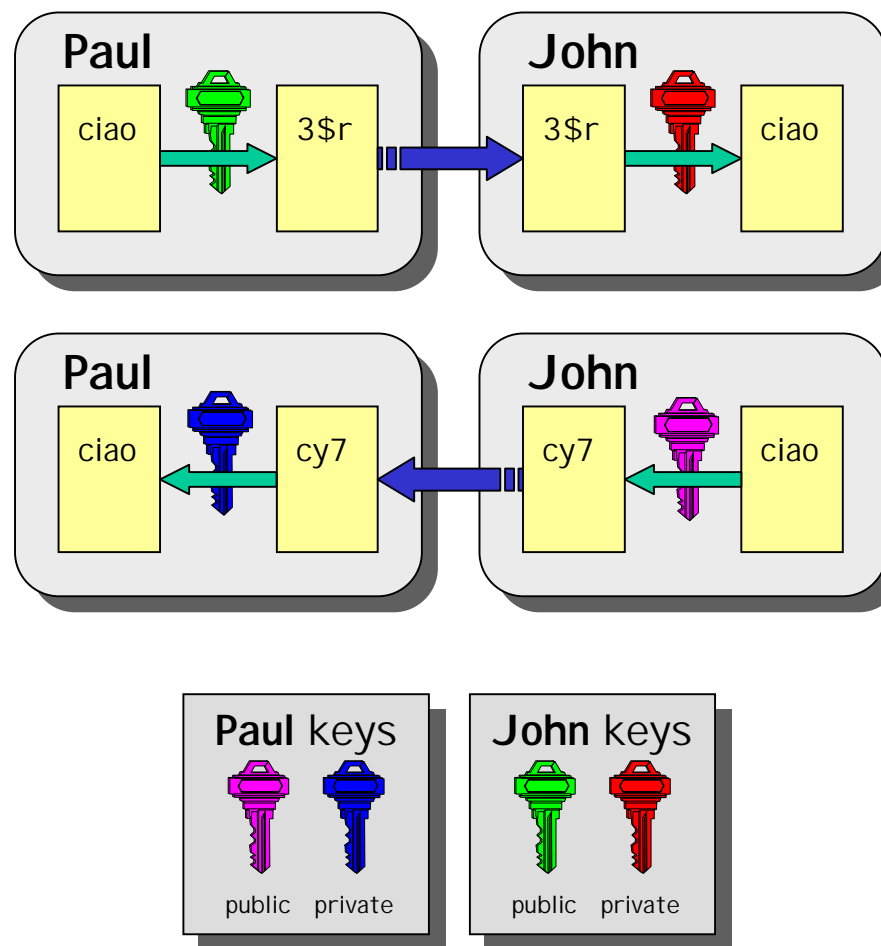 Paul
ciao
3$r
John
3$r
ciao
Paul
ciao
cy7
John
cy7
ciao
Paul keys
public private
John keys
public private